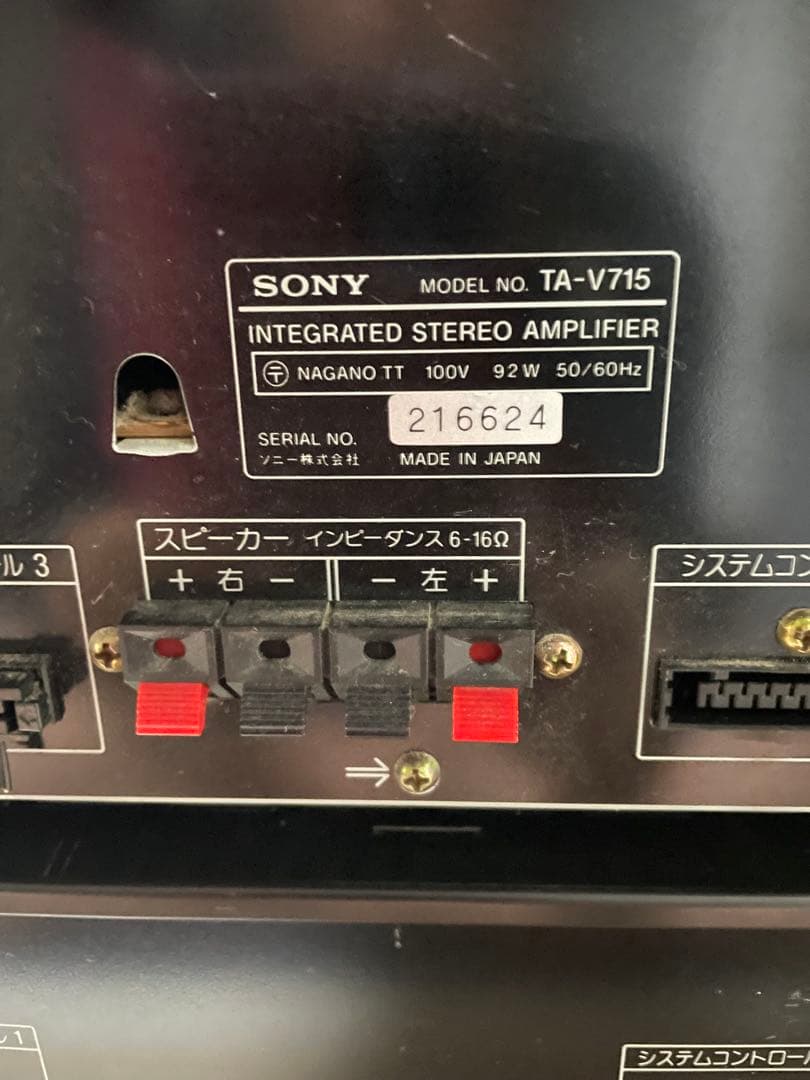 SONY MODEL NO. TA-V715
INTEGRATED STEREO AMPLIFIER
〒 NAGANO TT 100V 92W 50/60Hz
SERIAL NO. 216624
ソニー株式会社 MADE IN JAPAN
スピーカー インピーダンス 6-16Ω
+ 右 − − 左 +
ル 3
システムコン
⇒
ル 1
システムコントロール